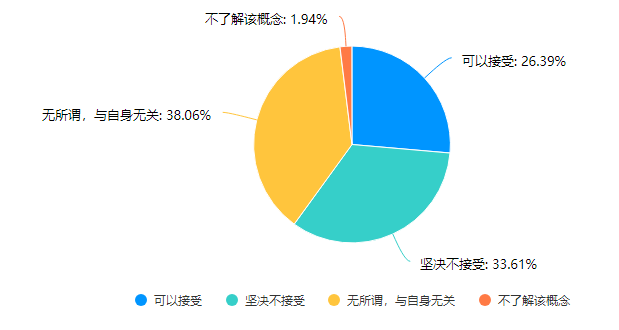 不了解该概念: 1.94%
可以接受: 26.39%
无所谓，与自身无关: 38.06%
坚决不接受: 33.61%
可以接受 坚决不接受 无所谓，与自身无关 不了解该概念